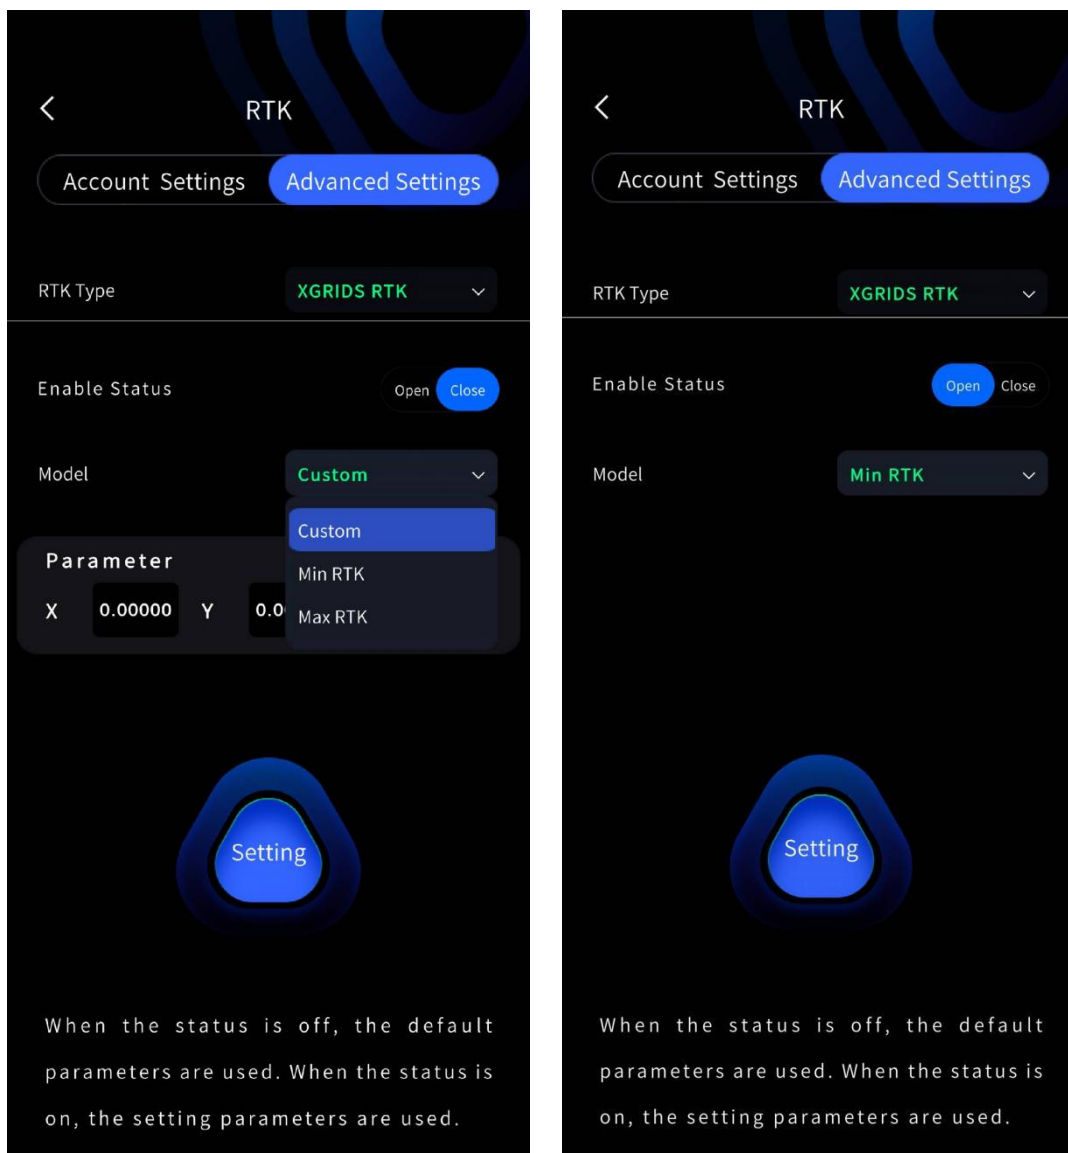 RTK
Account Settings
Advanced Settings
RTK Type
XGRIDS RTK
Enable Status
Open
Close
Model
Custom
Custom
Min RTK
Max RTK
Parameter
X
0.00000
Y
0.0
Setting
When the status is off, the default
parameters are used. When the status is
on, the setting parameters are used.
RTK
Account Settings
Advanced Settings
RTK Type
XGRIDS RTK
Enable Status
Open
Close
Model
Min RTK
Setting
When the status is off, the default
parameters are used. When the status is
on, the setting parameters are used.